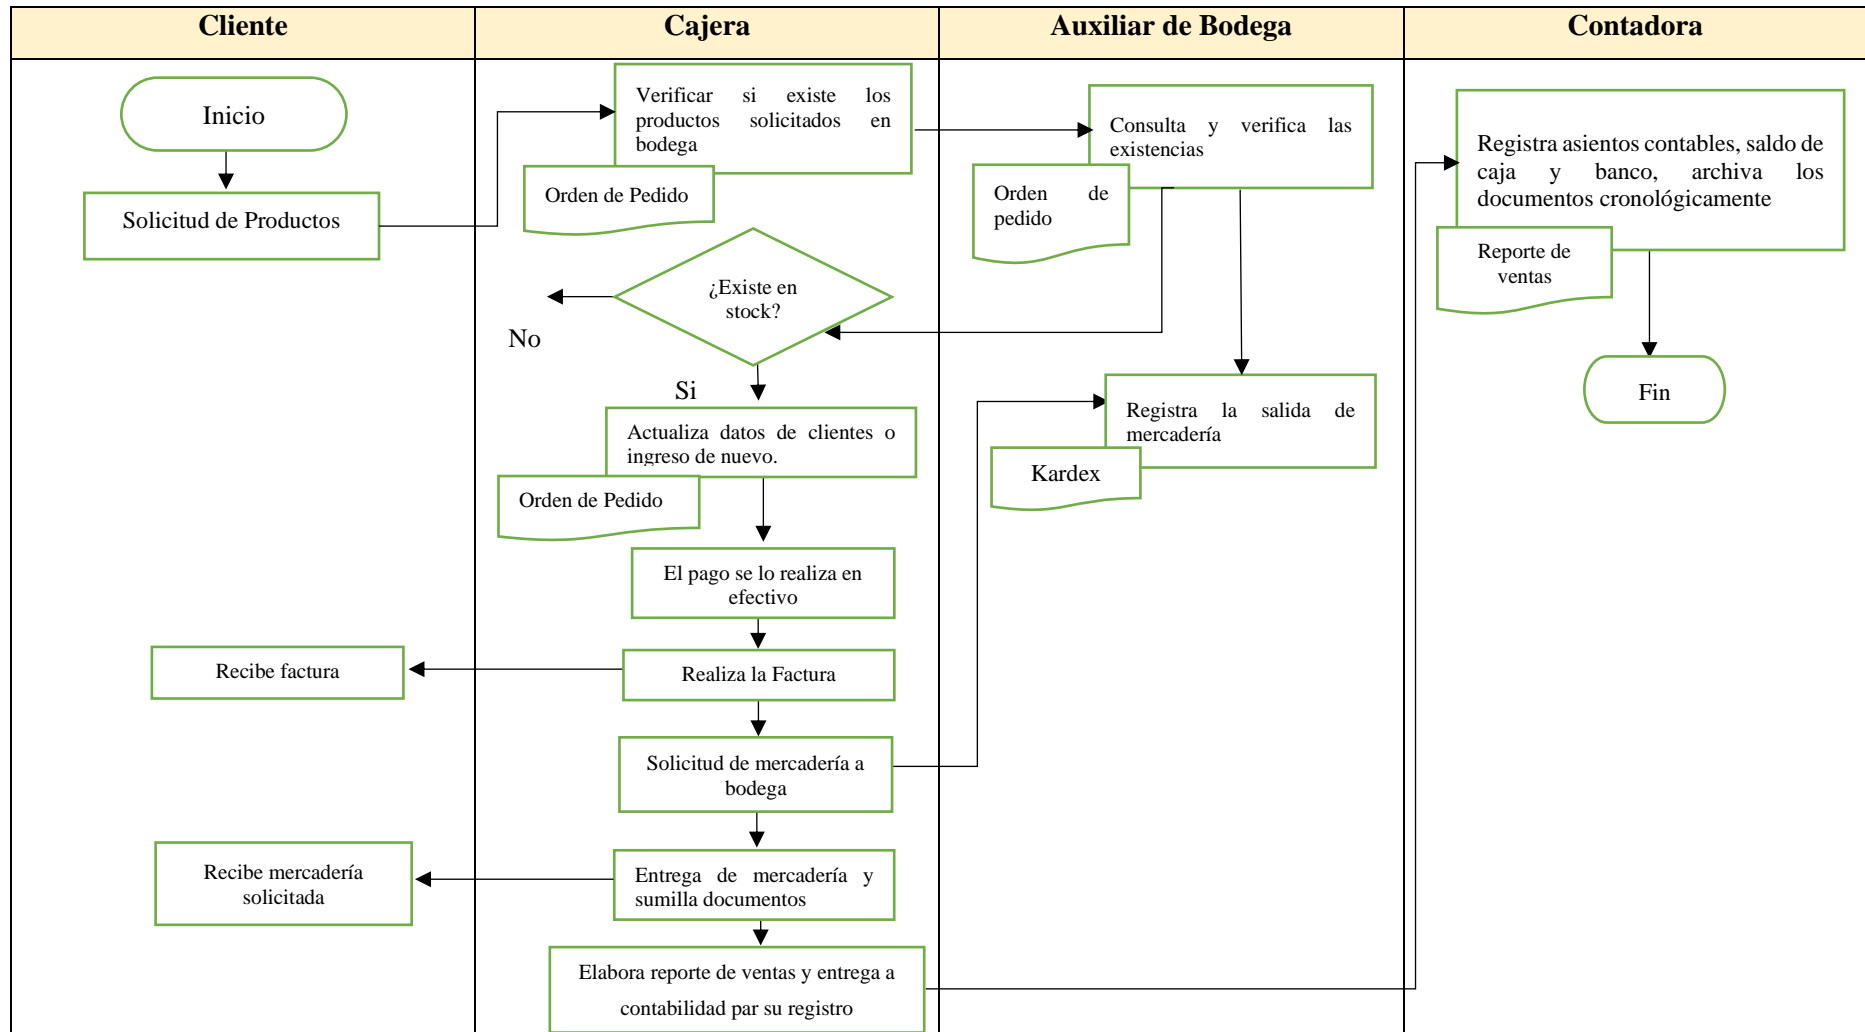 Cliente
Cajera
Auxiliar de Bodega
Contadora
Inicio
Solicitud de Productos
Verificar si existe los
productos solicitados en
bodega
Orden de Pedido
Consulta y verifica las
existencias
Orden de
pedido
Registra asientos contables, saldo de
caja y banco, archiva los
documentos cronológicamente
Reporte de
ventas
Fin
¿Existe en
stock?
No
Si
Actualiza datos de clientes o
ingreso de nuevo.
Orden de Pedido
Registra la salida de
mercadería
Kardex
El pago se lo realiza en
efectivo
Recibe factura
Realiza la Factura
Solicitud de mercadería a
bodega
Recibe mercadería
solicitada
Entrega de mercadería y
sumilla documentos
Elabora reporte de ventas y entrega a
contabilidad par su registro